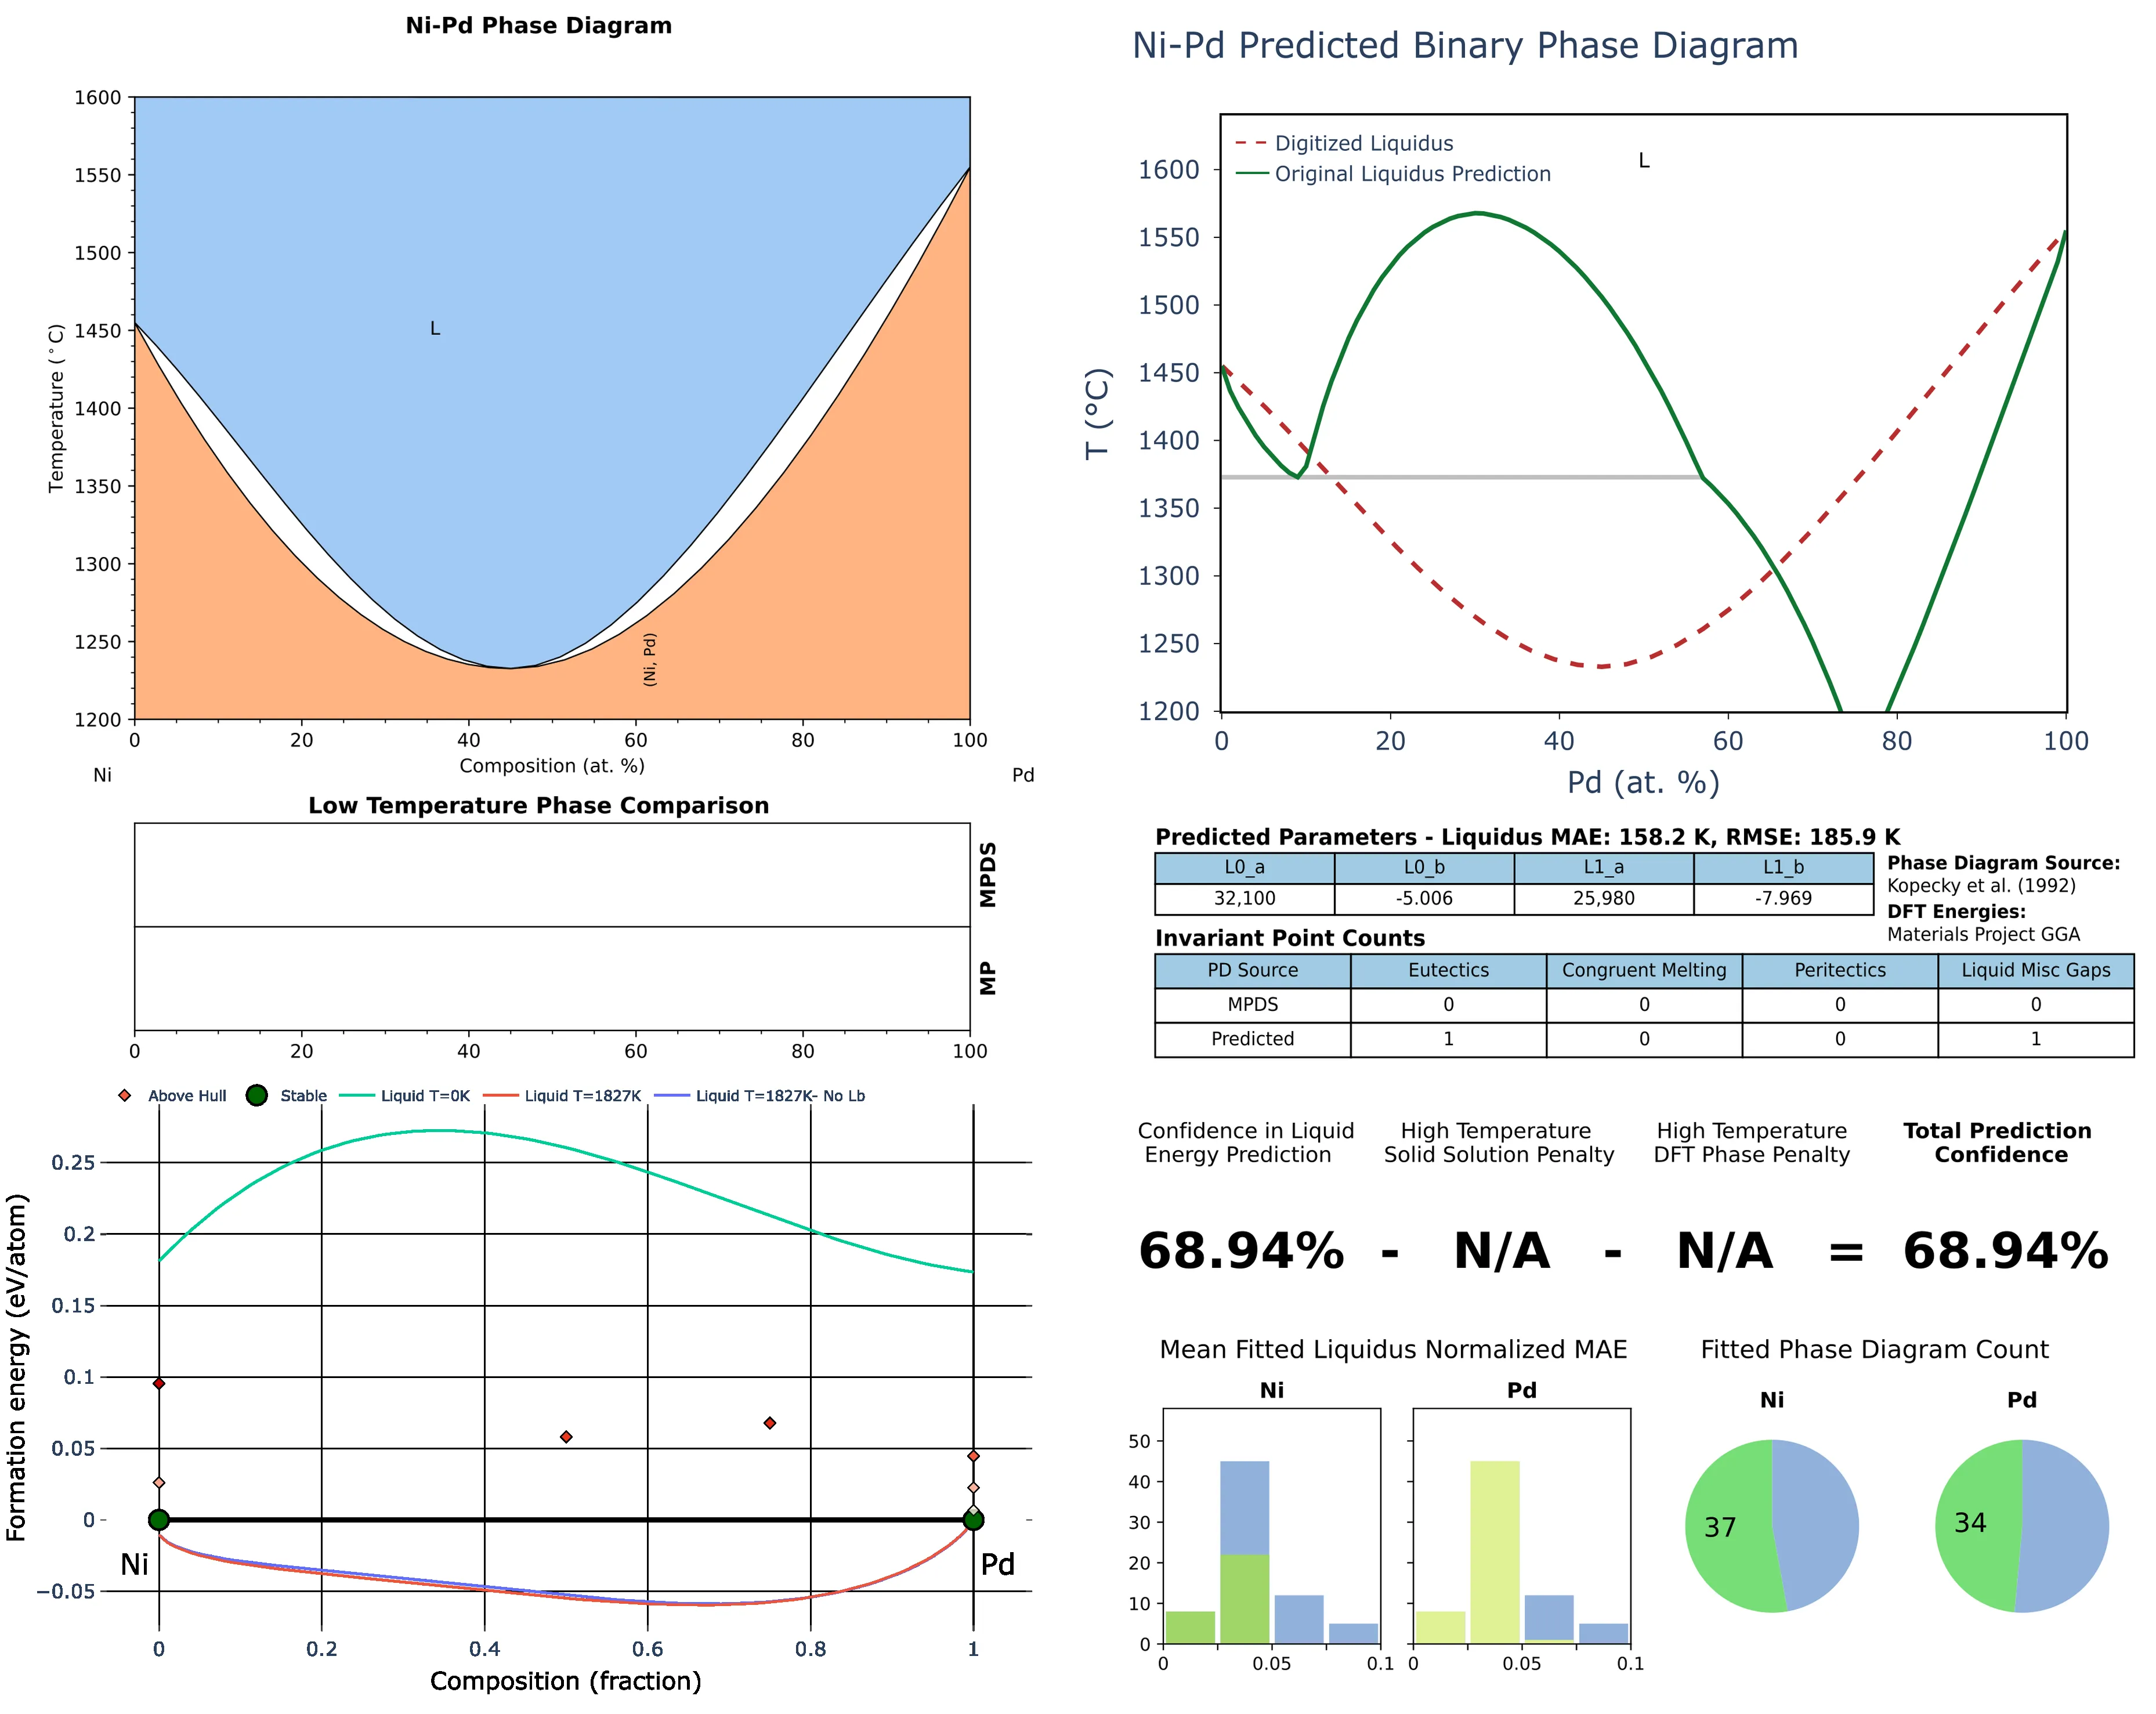 Ni-Pd Phase Diagram
1600
1550
1500
1450
1400
1350
1300
1250
1200
Temperature (°C)
L
(Ni, Pd)
0 20 40 60 80 100
Composition (at. %)
Ni Pd
Low Temperature Phase Comparison
MPDS
MP
0 20 40 60 80 100
Above Hull Stable Liquid T=0K Liquid T=1827K Liquid T=1827K- No Lb
0.25
0.2
0.15
0.1
0.05
0
−0.05
Formation energy (eV/atom)
Ni Pd
0 0.2 0.4 0.6 0.8 1
Composition (fraction)
Ni-Pd Predicted Binary Phase Diagram
Digitized Liquidus
Original Liquidus Prediction
L
1600
1550
1500
1450
1400
1350
1300
1250
1200
T (°C)
0 20 40 60 80 100
Pd (at. %)
Predicted Parameters - Liquidus MAE: 158.2 K, RMSE: 185.9 K
L0_a L0_b L1_a L1_b
32,100 -5.006 25,980 -7.969
Phase Diagram Source:
Kopecky et al. (1992)
DFT Energies:
Materials Project GGA
Invariant Point Counts
PD Source Eutectics Congruent Melting Peritectics Liquid Misc Gaps
MPDS 0 0 0 0
Predicted 1 0 0 1
Confidence in Liquid
Energy Prediction
High Temperature
Solid Solution Penalty
High Temperature
DFT Phase Penalty
Total Prediction
Confidence
68.94% - N/A - N/A = 68.94%
Mean Fitted Liquidus Normalized MAE
Ni Pd
50
40
30
20
10
0
0 0.05 0.1 0 0.05 0.1
Fitted Phase Diagram Count
Ni Pd
37 34